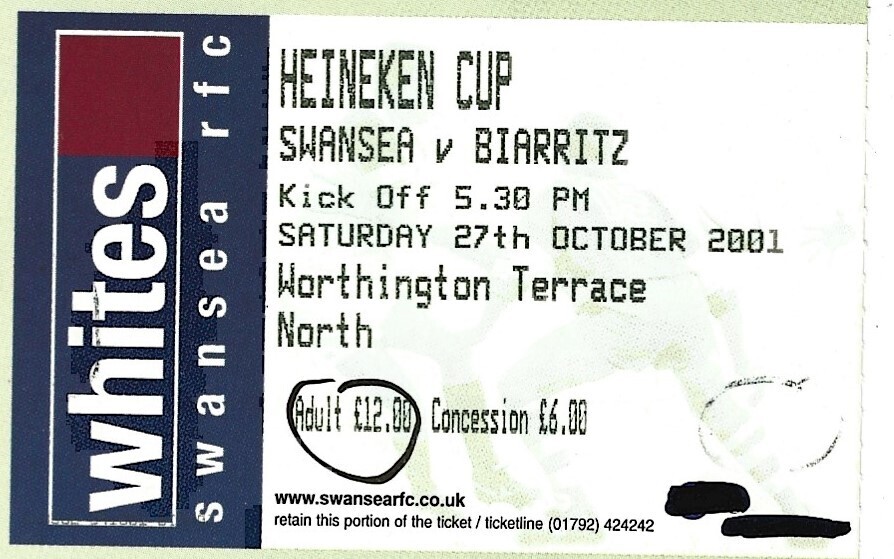 whites
swansea rfc
HEINEKEN CUP
SWANSEA v BIARRITZ
Kick Off 5.30 PM
SATURDAY 27th OCTOBER 2001
Worthington Terrace
North
Adult £12.00 Concession £6.00
www.swansearfc.co.uk
retain this portion of the ticket / ticketline (01792) 424242